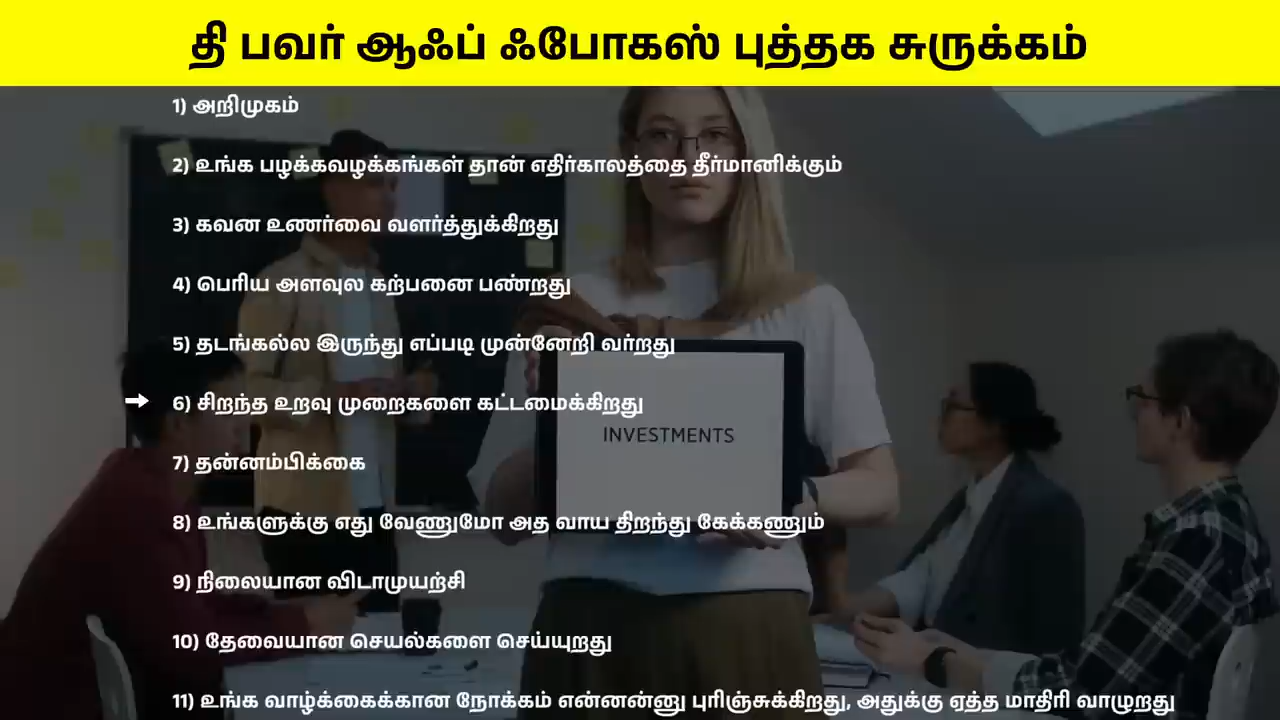 தி பவர் ஆஃப் ஃபோகஸ் புத்தக சுருக்கம்
1) அறிமுகம்
2) உங்க பழக்கவழக்கங்கள் தான் எதிர்காலத்தை தீர்மானிக்கும்
3) கவன உணர்வை வளர்த்துக்கிறது
4) பெரிய அளவுல கற்பனை பண்றது
5) தடங்கல்ல இருந்து எப்படி முன்னேறி வர்றது
6) சிறந்த உறவு முறைகளை கட்டமைக்கிறது
INVESTMENTS
7) தன்னம்பிக்கை
8) உங்களுக்கு எது வேணுமோ அத வாய திறந்து கேக்கணும்
9) நிலையான விடாமுயற்சி
10) தேவையான செயல்களை செய்யுறது
11) உங்க வாழ்க்கைக்கான நோக்கம் என்னன்னு புரிஞ்சுக்கிறது, அதுக்கு ஏத்த மாதிரி வாழுறது